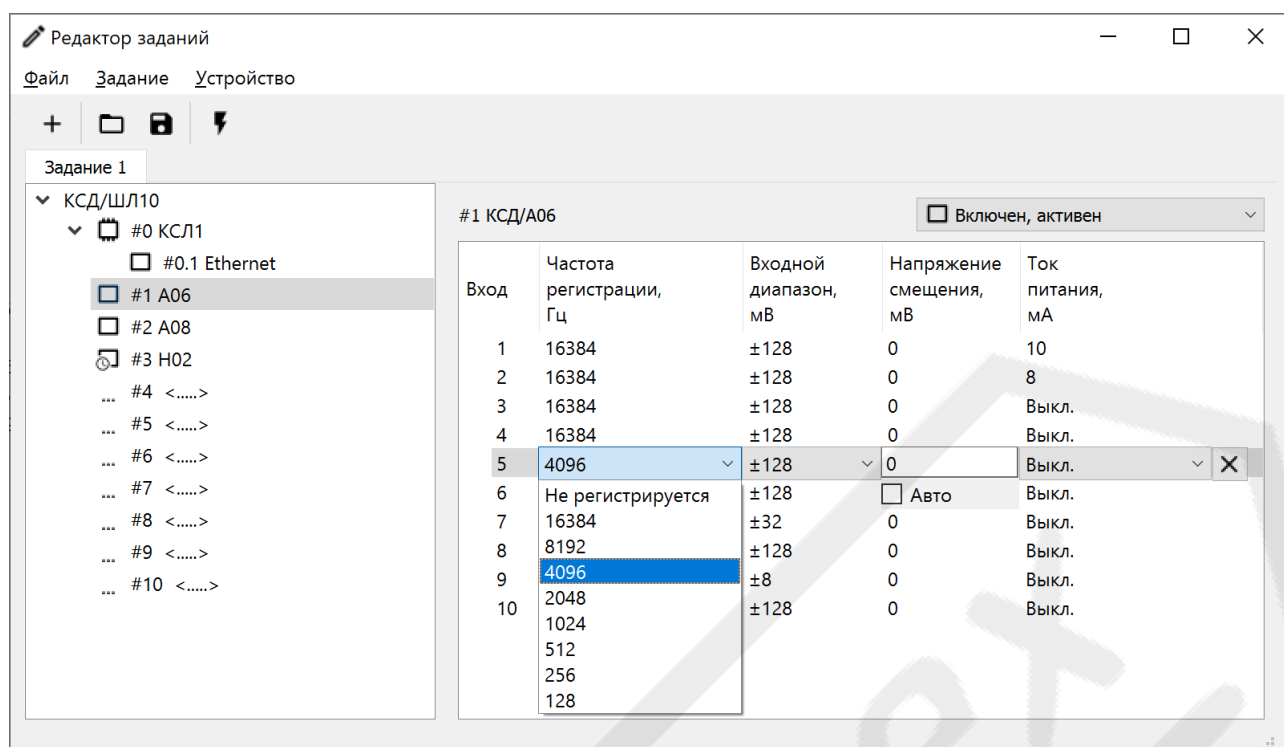 Редактор заданий
Файл Задание Устройство
Задание 1
КСД/ШЛ10
#0 КСЛ1
#0.1 Ethernet
#1 А06
#2 А08
#3 Н02
#4 <.....>
#5 <.....>
#6 <.....>
#7 <.....>
#8 <.....>
#9 <.....>
#10 <.....>
#1 КСД/А06 Включен, активен
Вход Частота регистрации, Гц Входной диапазон, мВ Напряжение смещения, мВ Ток питания, мА
1 16384 ±128 0 10
2 16384 ±128 0 8
3 16384 ±128 0 Выкл.
4 16384 ±128 0 Выкл.
5 4096 ±128 0 Выкл.
6 ±128 Авто Выкл.
7 ±32 0 Выкл.
8 ±128 0 Выкл.
9 ±8 0 Выкл.
10 ±128 0 Выкл.
Не регистрируется
16384
8192
4096
2048
1024
512
256
128